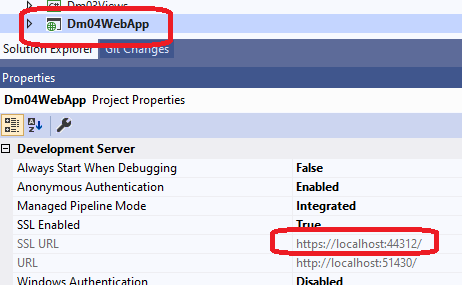 Dm03Views
Dm04WebApp
Solution Explorer Git Changes
Properties
Dm04WebApp Project Properties
Development Server
Always Start When Debugging False
Anonymous Authentication Enabled
Managed Pipeline Mode Integrated
SSL Enabled True
SSL URL https://localhost:44312/
URL http://localhost:51430/
Windows Authentication Disabled